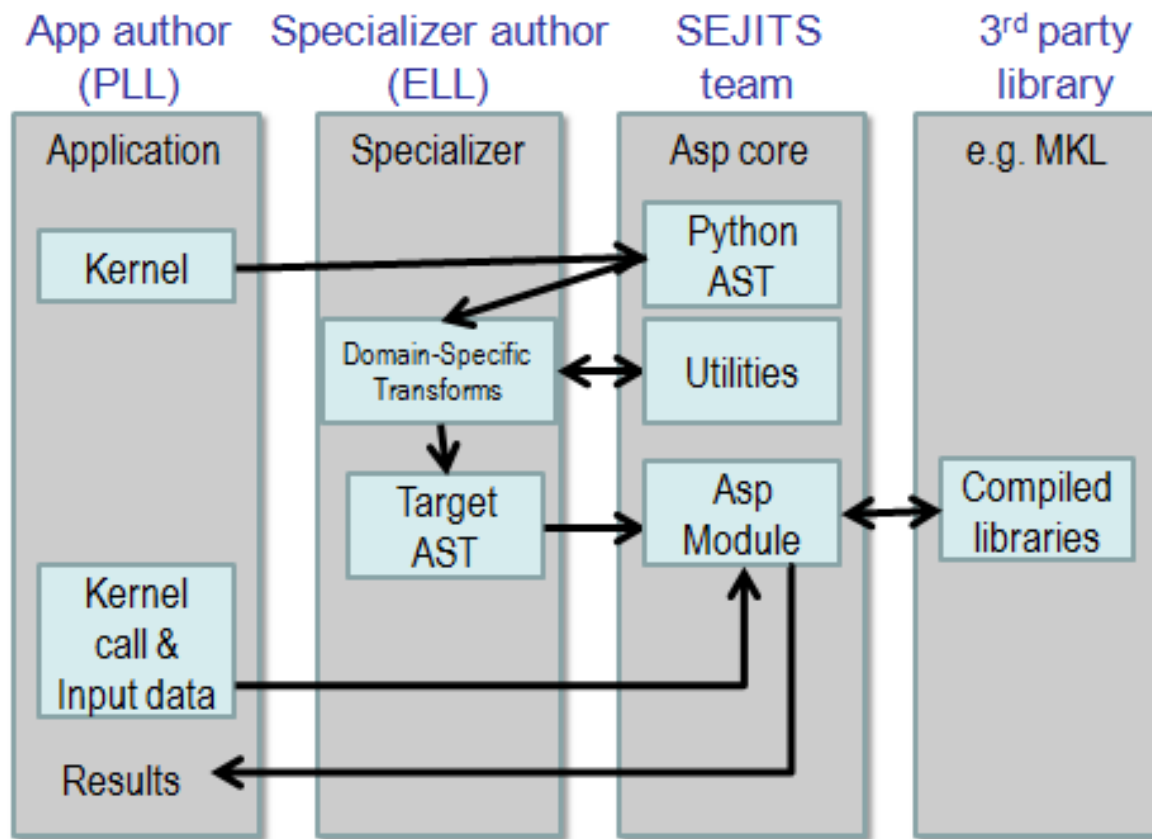 App author
(PLL)
Specializer author
(ELL)
SEJITS
team
3rd party
library
Application
Specializer
Asp core
e.g. MKL
Kernel
Python
AST
Domain-Specific
Transforms
Utilities
Target
AST
Asp
Module
Compiled
libraries
Kernel
call &
Input data
Results